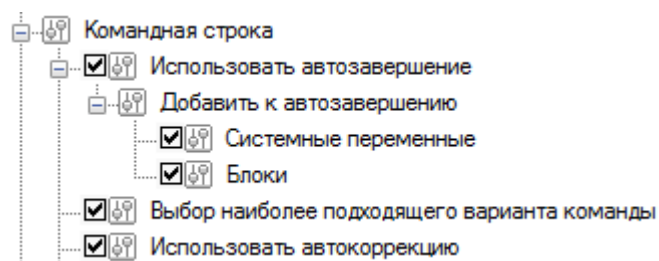 Командная строка
Использовать автозавершение
Добавить к автозавершению
Системные переменные
Блоки
Выбор наиболее подходящего варианта команды
Использовать автокоррекцию